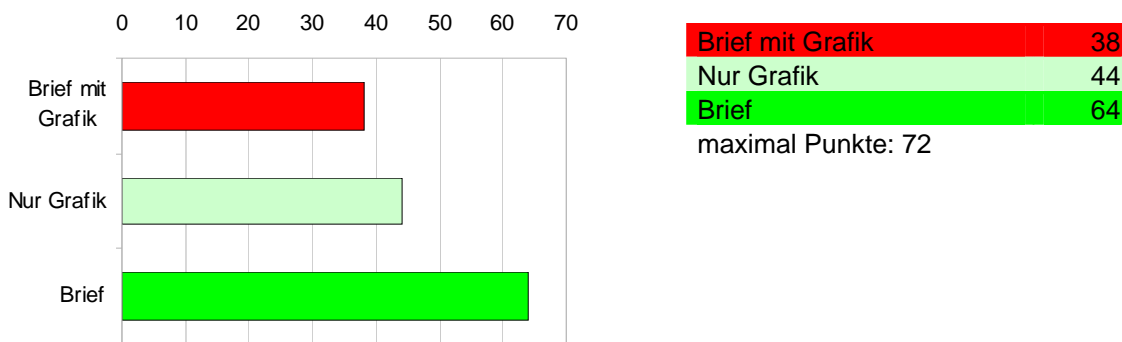 0 10 20 30 40 50 60 70
Brief mit
Grafik
Nur Grafik
Brief
Brief mit Grafik 38
Nur Grafik 44
Brief 64
maximal Punkte: 72